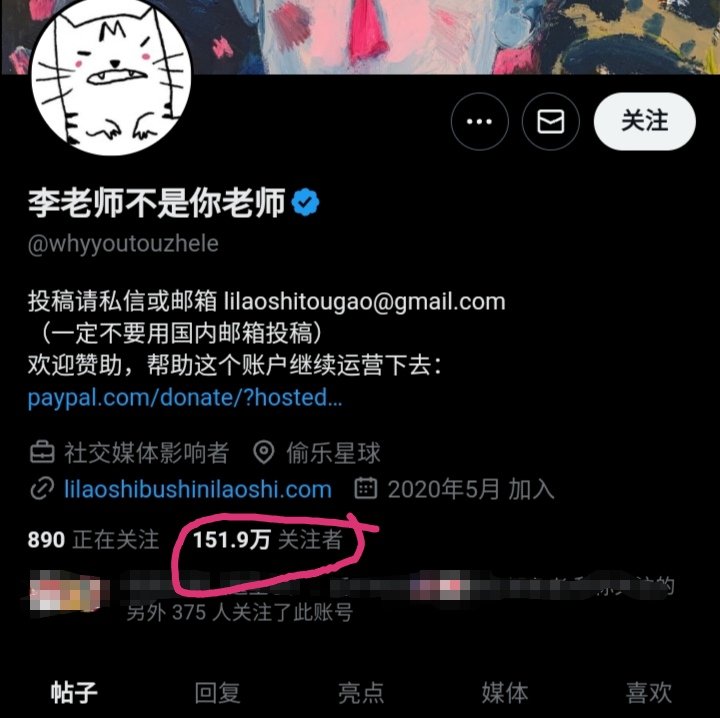 关注
李老师不是你老师
@whyyoutouzhele
投稿请私信或邮箱 lilaoshitougao@gmail.com
（一定不要用国内邮箱投稿）
欢迎赞助，帮助这个账户继续运营下去：
paypal.com/donate/?hosted…
社交媒体影响者 偷乐星球
lilaoshibushinilaoshi.com 2020年5月 加入
890 正在关注 151.9万 关注者
另外 375 人关注了此账号
帖子 回复 亮点 媒体 喜欢